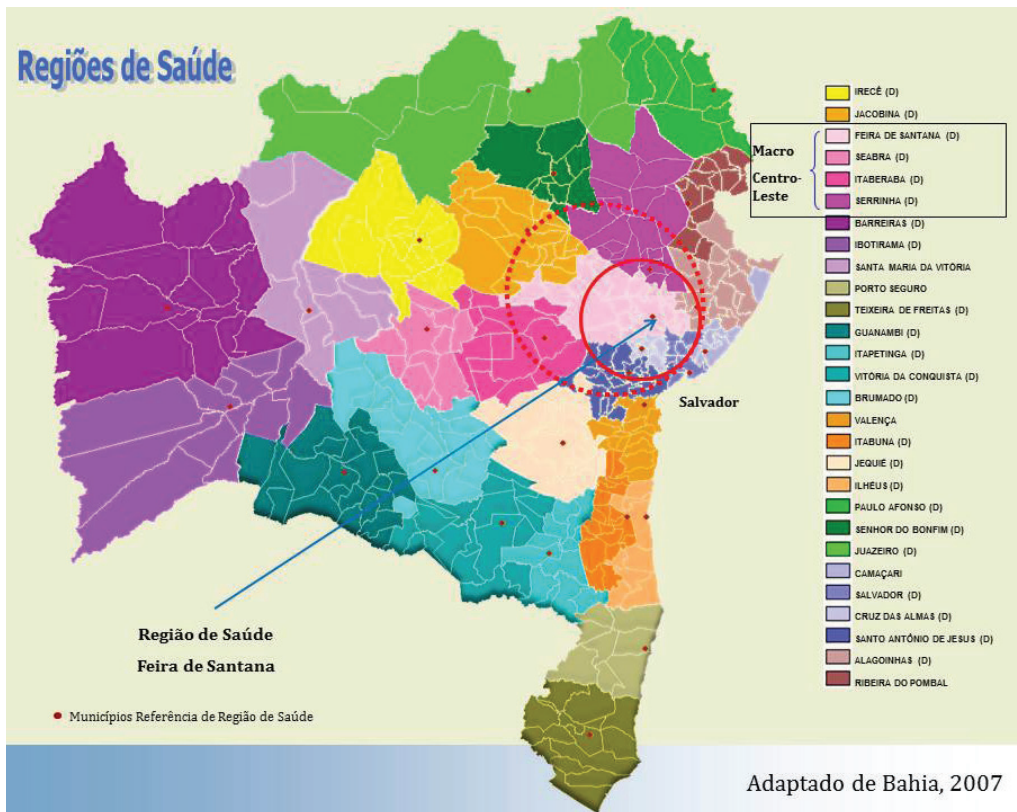 Regiões de Saúde
IRECÊ (D)
JACOBINA (D)
FEIRA DE SANTANA (D)
SEABRA (D)
ITABERABA (D)
SERRINHA (D)
Macro
Centro-
Leste
BARREIRAS (D)
IBOTIRAMA (D)
SANTA MARIA DA VITÓRIA
PORTO SEGURO
TEIXEIRA DE FREITAS (D)
GUANAMBI (D)
ITAPETINGA (D)
VITÓRIA DA CONQUISTA (D)
BRUMADO (D)
VALENÇA
ITABUNA (D)
JEQUIÉ (D)
ILHÉUS (D)
PAULO AFONSO (D)
SENHOR DO BONFIM (D)
JUAZEIRO (D)
CAMAÇARI
SALVADOR (D)
CRUZ DAS ALMAS (D)
SANTO ANTÔNIO DE JESUS (D)
ALAGOINHAS (D)
RIBEIRA DO POMBAL
Salvador
Região de Saúde
Feira de Santana
Municípios Referência de Região de Saúde
Adaptado de Bahia, 2007